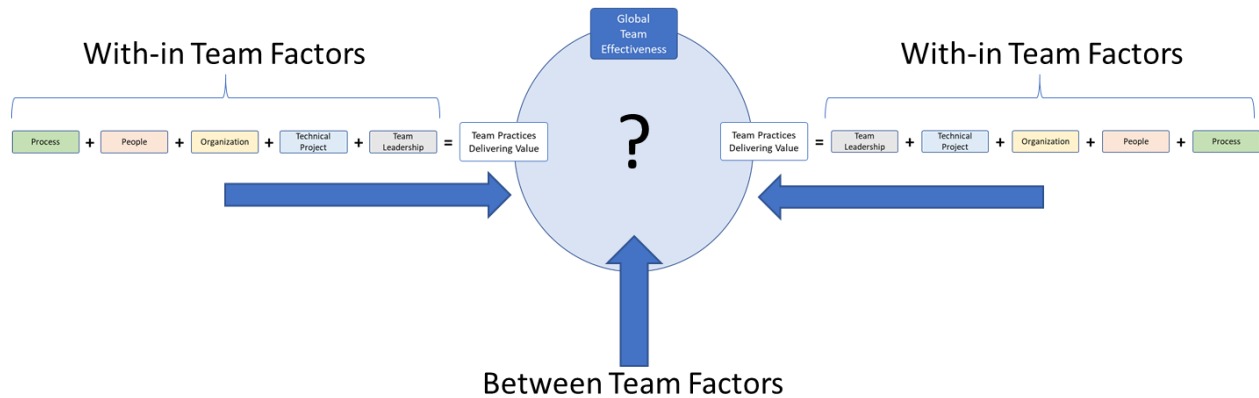 Global
Team
Effectiveness
With-in Team Factors
With-in Team Factors
Process + People + Organization + Technical Project + Team Leadership = Team Practices Delivering Value
?
Team Practices Delivering Value = Team Leadership + Technical Project + Organization + People + Process
Between Team Factors